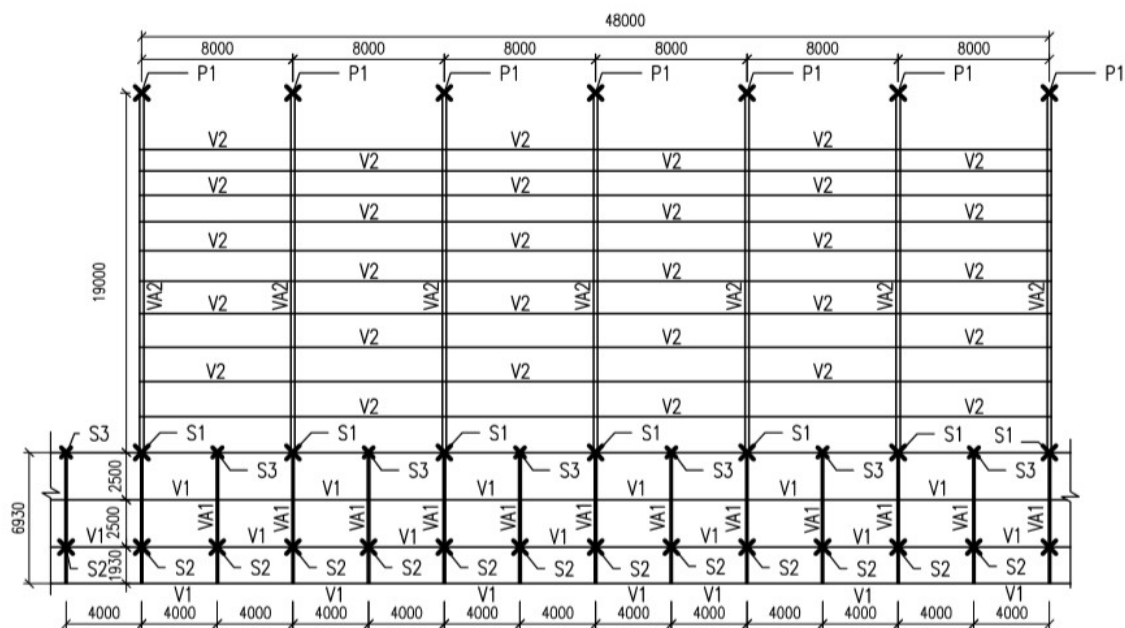 48000
8000 8000 8000 8000 8000 8000
P1 P1 P1 P1 P1 P1 P1
V2 V2 V2
V2 V2 V2
V2 V2 V2
V2 V2 V2
V2 V2 V2
V2 V2 V2
19000
VA2 VA2 VA2 VA2 VA2 VA2 VA2
V2 V2 V2
V2 V2 V2
V2 V2 V2
V2 V2 V2
S3 S1 S1 S1 S1 S1 S1 S1
S3 S3 S3 S3 S3 S3
2500
V1 V1 V1 V1 V1 V1
6930
2500
VA1 VA1 VA1 VA1 VA1 VA1 VA1 VA1 VA1 VA1 VA1 VA1
V1 V1 V1 V1 V1 V1 V1
1930
S2 S2 S2 S2 S2 S2 S2 S2 S2 S2 S2 S2 S2
V1 V1 V1 V1 V1 V1 V1
4000 4000 4000 4000 4000 4000 4000 4000 4000 4000 4000 4000 4000